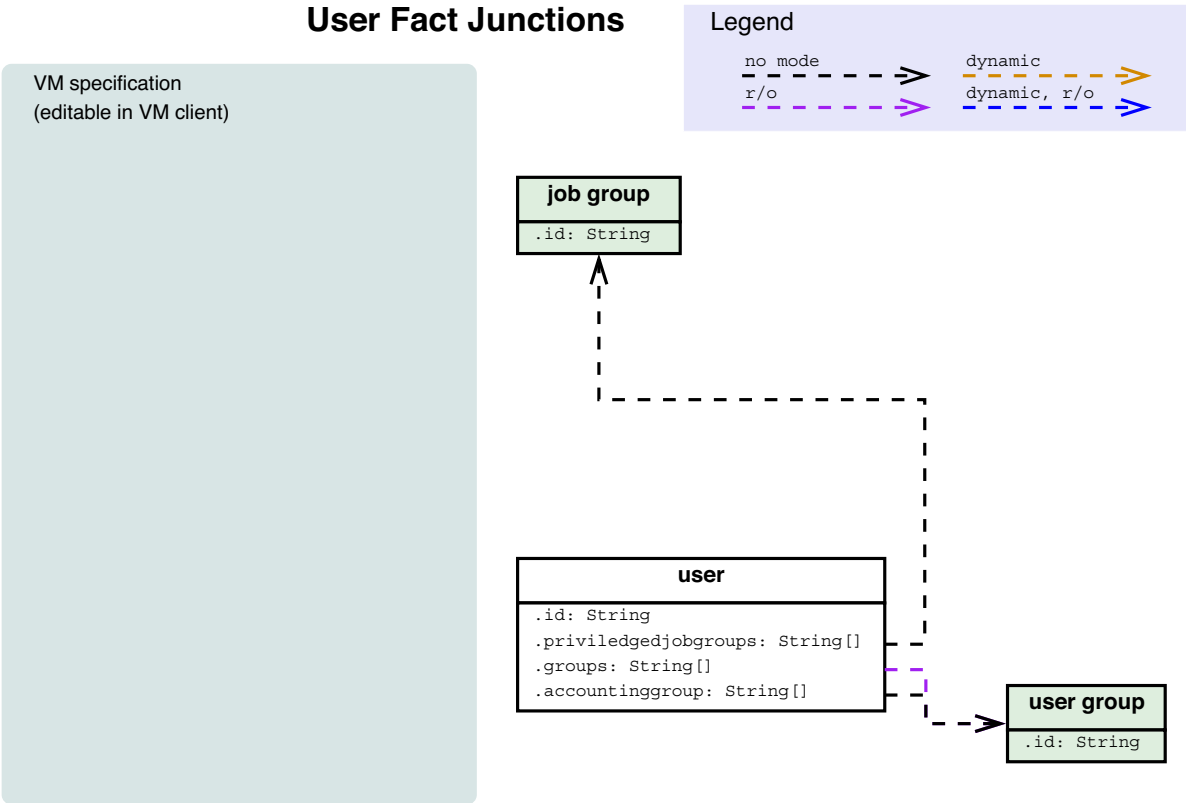 User Fact Junctions
Legend
no mode
dynamic
r/o
dynamic, r/o
VM specification
(editable in VM client)
job group
.id: String
user
.id: String
.priviledgedjobgroups: String[]
.groups: String[]
.accountinggroup: String[]
user group
.id: String